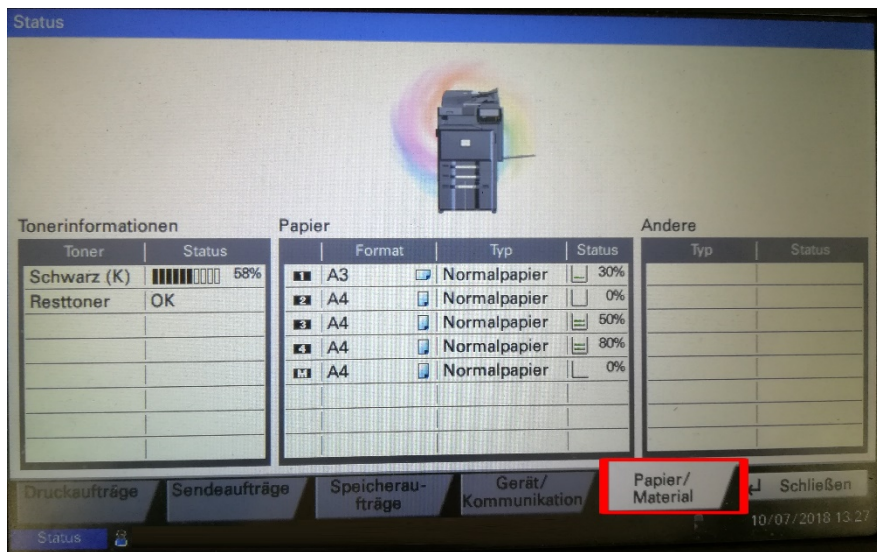 Status
Tonerinformationen
Toner Status
Schwarz (K) 58%
Resttoner OK
Papier
Format Typ Status
1 A3 Normalpapier 30%
2 A4 Normalpapier 0%
3 A4 Normalpapier 50%
4 A4 Normalpapier 80%
M A4 Normalpapier 0%
Andere
Typ Status
Druckaufträge
Sendeaufträge
Speicherau-
fträge
Gerät/
Kommunikation
Papier/
Material
Schließen
10/07/2018 13:27
Status